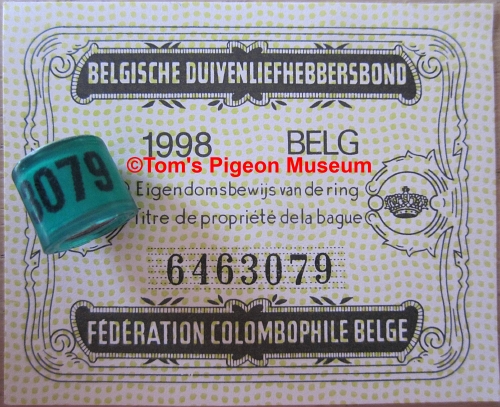 BELGISCHE DUIVENLIEFHEBBERSBOND
1998 BELG
©Tom's Pigeon Museum
Eigendomsbewijs van de ring
Titre de propriété de la bague
3079
6463079
FÉDÉRATION COLOMBOPHILE BELGE